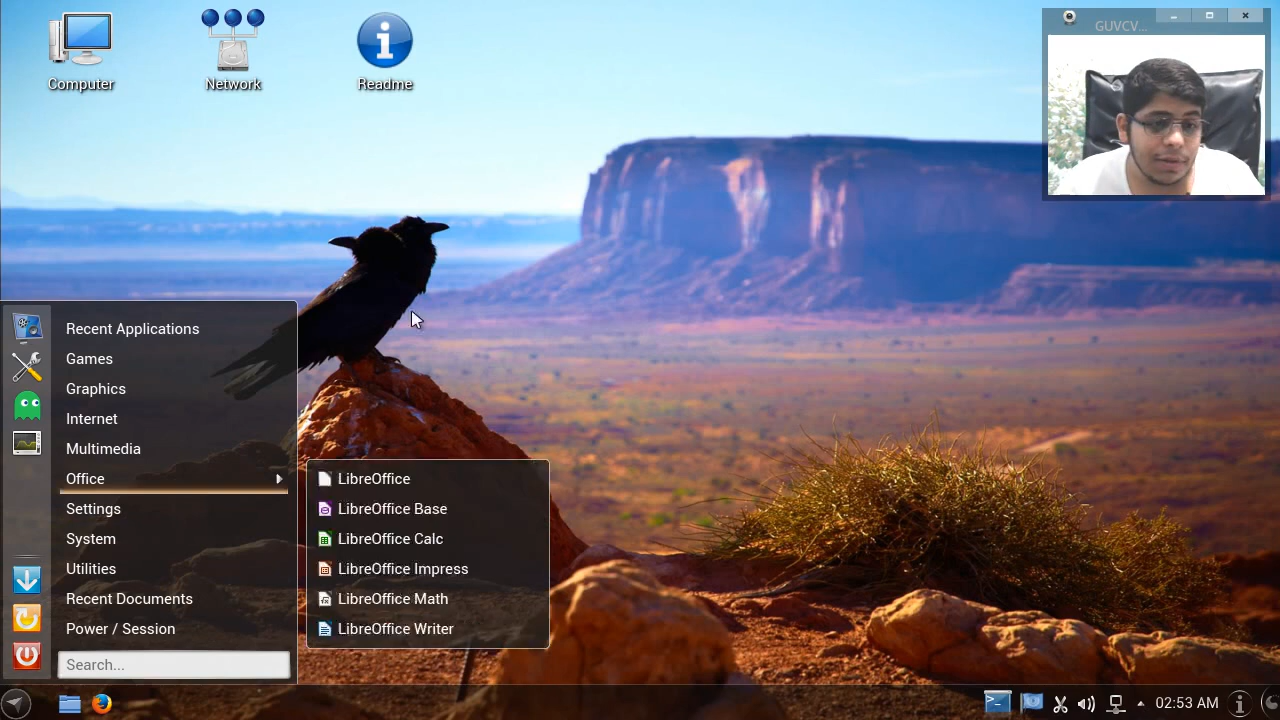 Computer
Network
Readme
GUVCV...
Recent Applications
Games
Graphics
Internet
Multimedia
Office
Settings
System
Utilities
Recent Documents
Power / Session
Search...
LibreOffice
LibreOffice Base
LibreOffice Calc
LibreOffice Impress
LibreOffice Math
LibreOffice Writer
02:53 AM